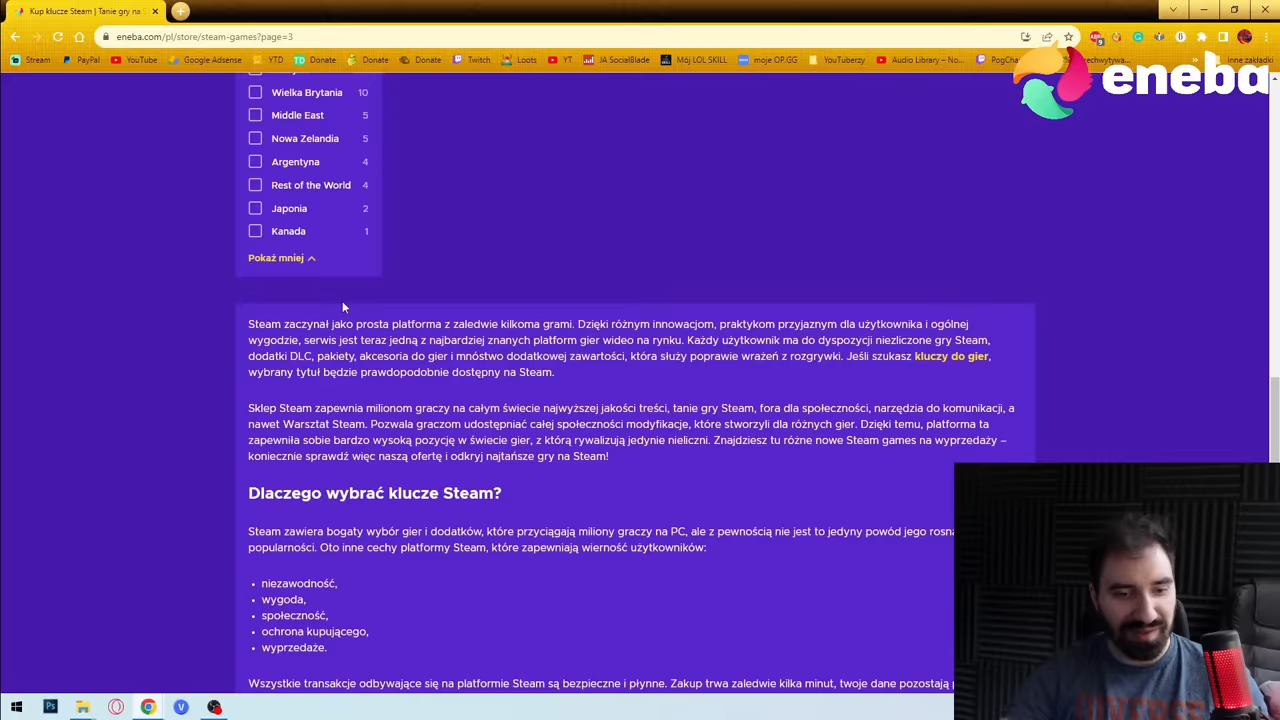 Kup klucze Steam | Tanie gry na
eneba.com/pl/store/steam-games?page=3
Stream PayPal YouTube Google Adsense YTD Donate Donate Donate Twitch Loots YT JA SocialBlade Mój LOL SKILL moje OP.GG YouTuberzy Audio Library – No... Inne zakładki
eneba
Wielka Brytania 10
Middle East 5
Nowa Zelandia 5
Argentyna 4
Rest of the World 4
Japonia 2
Kanada 1
Pokaż mniej
Steam zaczynał jako prosta platforma z zaledwie kilkoma grami. Dzięki różnym innowacjom, praktykom przyjaznym dla użytkownika i ogólnej
wygodzie, serwis jest teraz jedną z najbardziej znanych platform gier wideo na rynku. Każdy użytkownik ma do dyspozycji niezliczone gry Steam,
dodatki DLC, pakiety, akcesoria do gier i mnóstwo dodatkowej zawartości, która służy poprawie wrażeń z rozgrywki. Jeśli szukasz kluczy do gier,
wybrany tytuł będzie prawdopodobnie dostępny na Steam.
Sklep Steam zapewnia milionom graczy na całym świecie najwyższej jakości treści, tanie gry Steam, fora dla społeczności, narzędzia do komunikacji, a
nawet Warsztat Steam. Pozwala graczom udostępniać całej społeczności modyfikacje, które stworzyli dla różnych gier. Dzięki temu, platforma ta
zapewniła sobie bardzo wysoką pozycję w świecie gier, z którą rywalizują jedynie nieliczni. Znajdziesz tu różne nowe Steam games na wyprzedaży –
koniecznie sprawdź więc naszą ofertę i odkryj najtańsze gry na Steam!
Dlaczego wybrać klucze Steam?
Steam zawiera bogaty wybór gier i dodatków, które przyciągają miliony graczy na PC, ale z pewnością nie jest to jedyny powód jego rosną
popularności. Oto inne cechy platformy Steam, które zapewniają wierność użytkowników:
• niezawodność,
• wygoda,
• społeczność,
• ochrona kupującego,
• wyprzedaże.
Wszystkie transakcje odbywające się na platformie Steam są bezpieczne i płynne. Zakup trwa zaledwie kilka minut, twoje dane pozostają